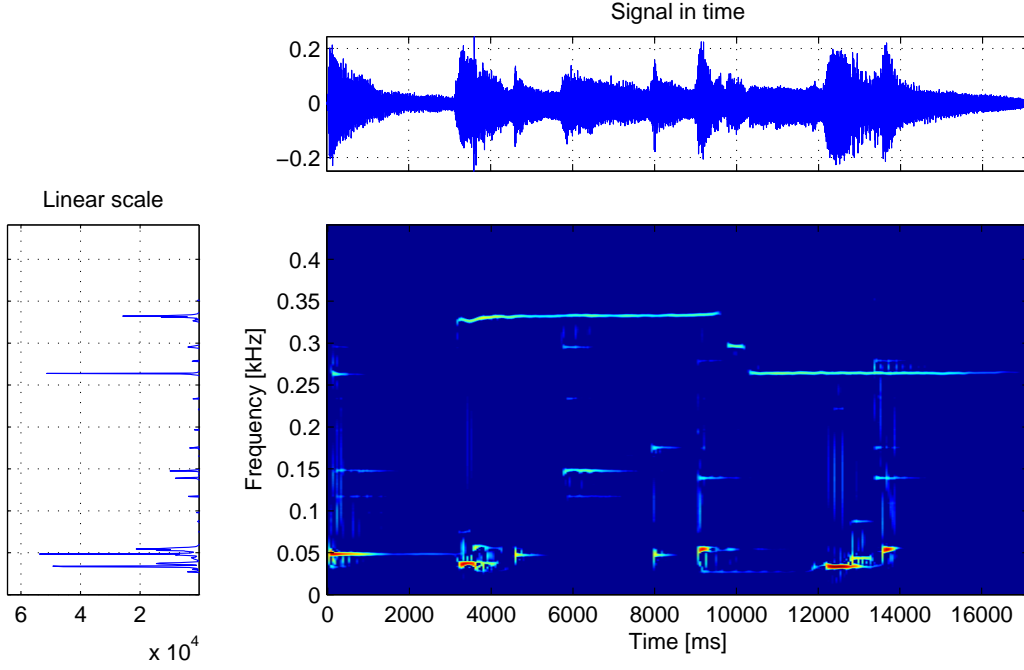 Signal in time
0.2
0
−0.2
Linear scale
6 4 2
x 10^4
Frequency [kHz]
0.4
0.35
0.3
0.25
0.2
0.15
0.1
0.05
0
0 2000 4000 6000 8000 10000 12000 14000 16000
Time [ms]